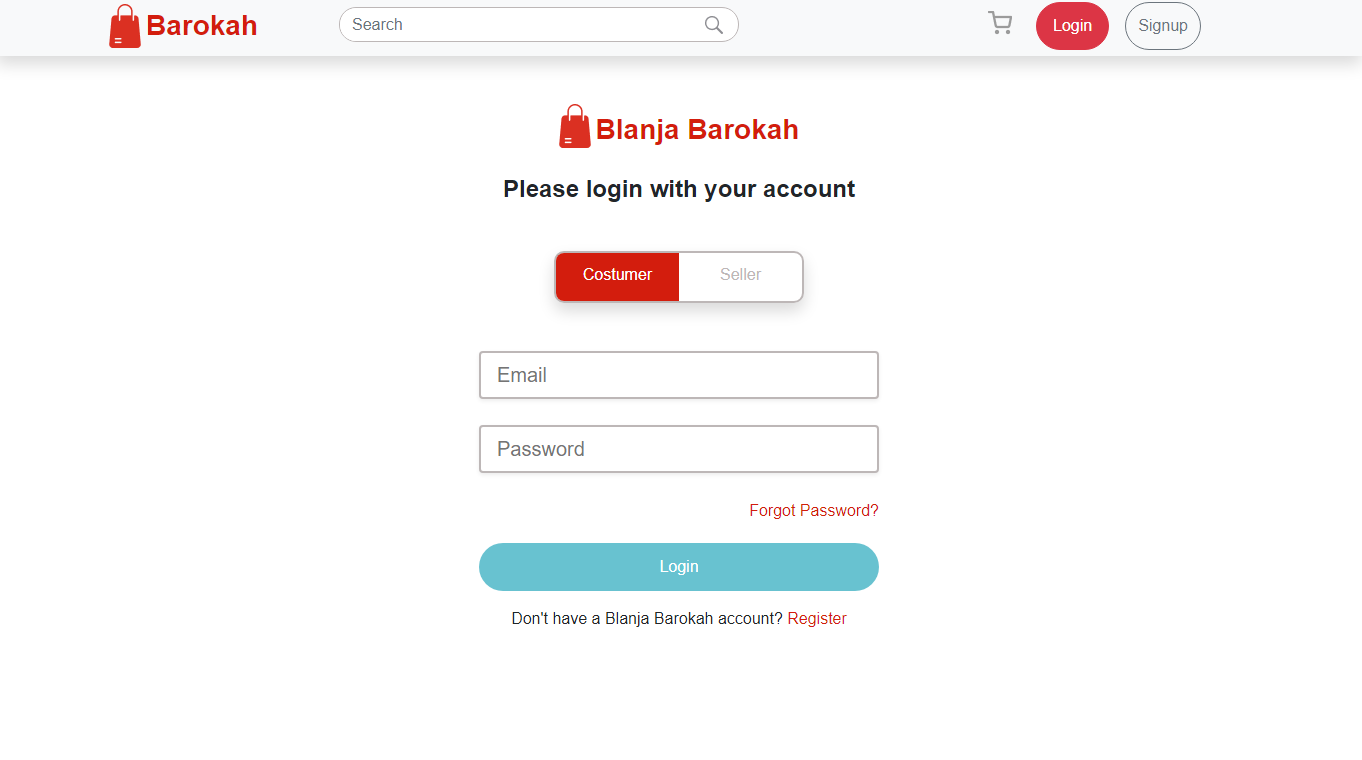 Barokah
Search
Login
Signup
Blanja Barokah
Please login with your account
Costumer
Seller
Email
Password
Forgot Password?
Login
Don't have a Blanja Barokah account? Register